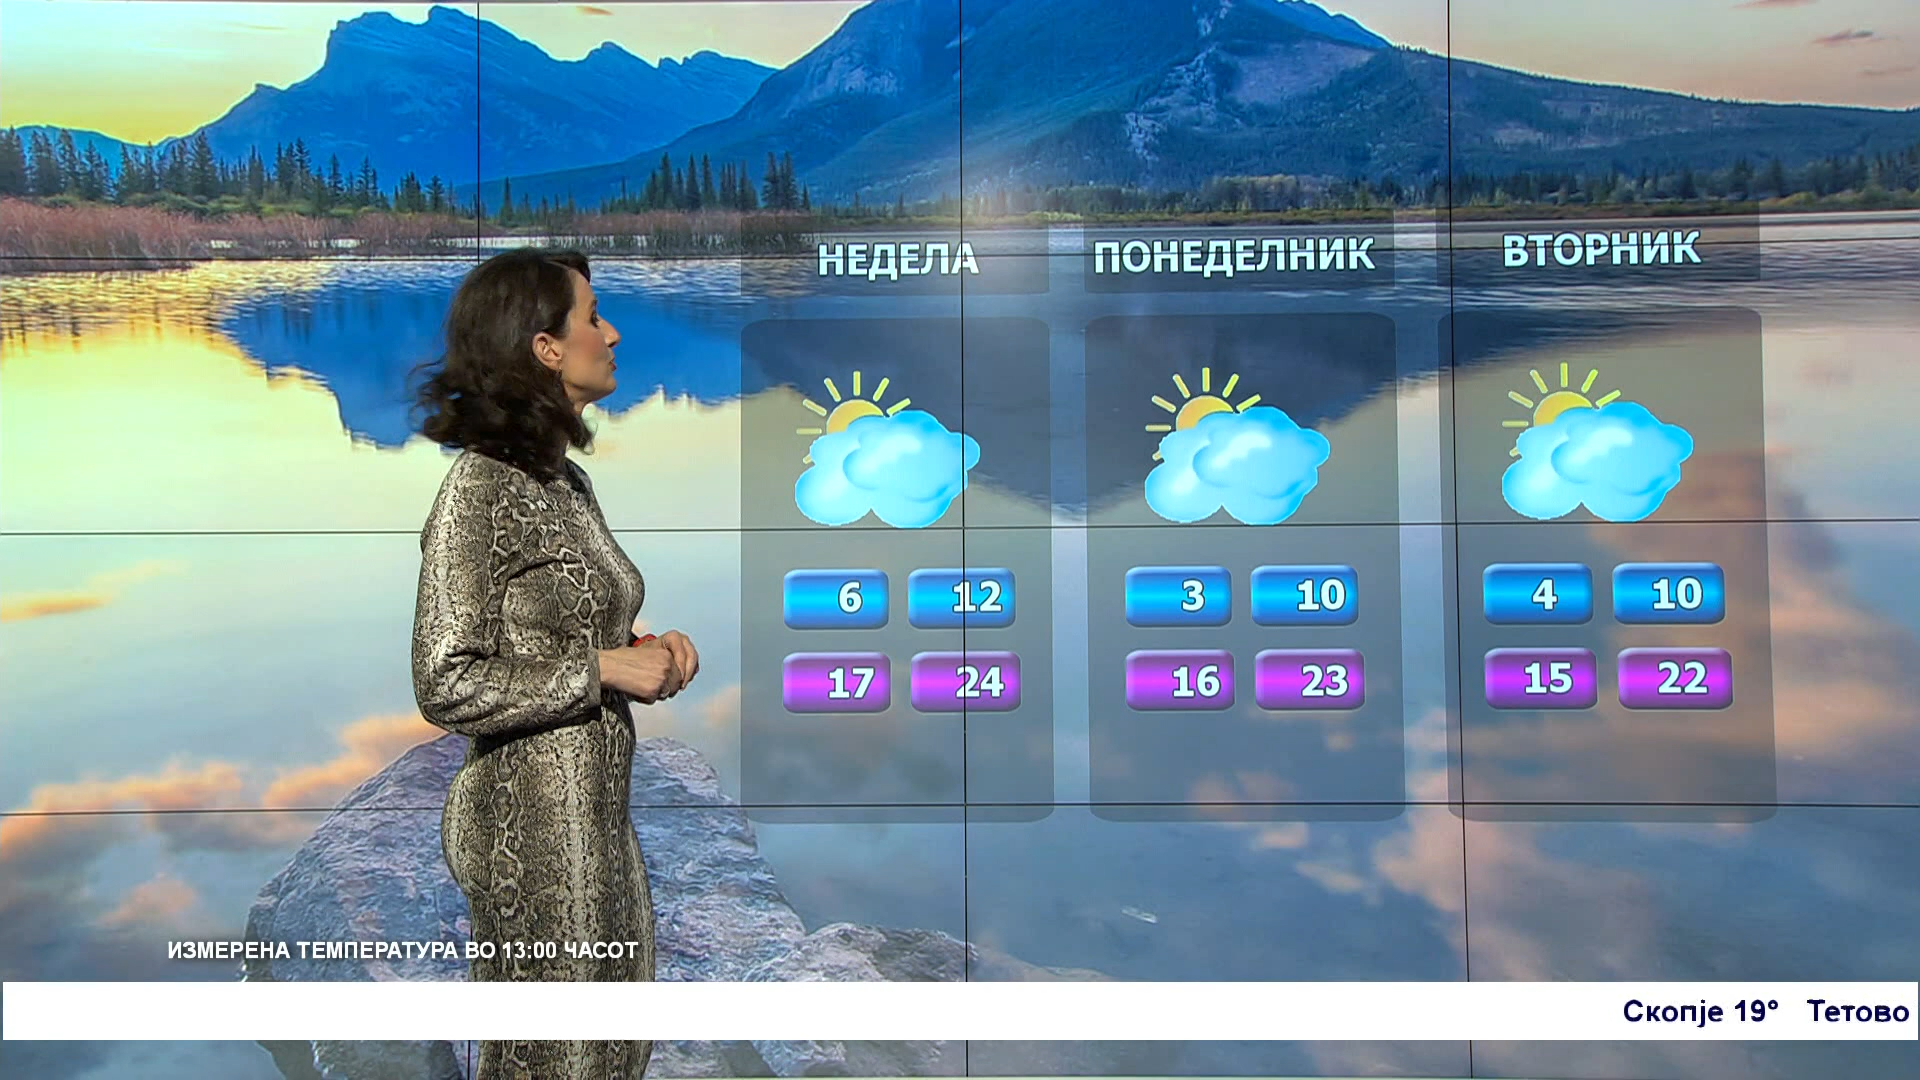 НЕДЕЛА ПОНЕДЕЛНИК ВТОРНИК
6 12 3 10 4 10
17 24 16 23 15 22
ИЗМЕРЕНА ТЕМПЕРАТУРА ВО 13:00 ЧАСОТ
Скопје 19° Тетово